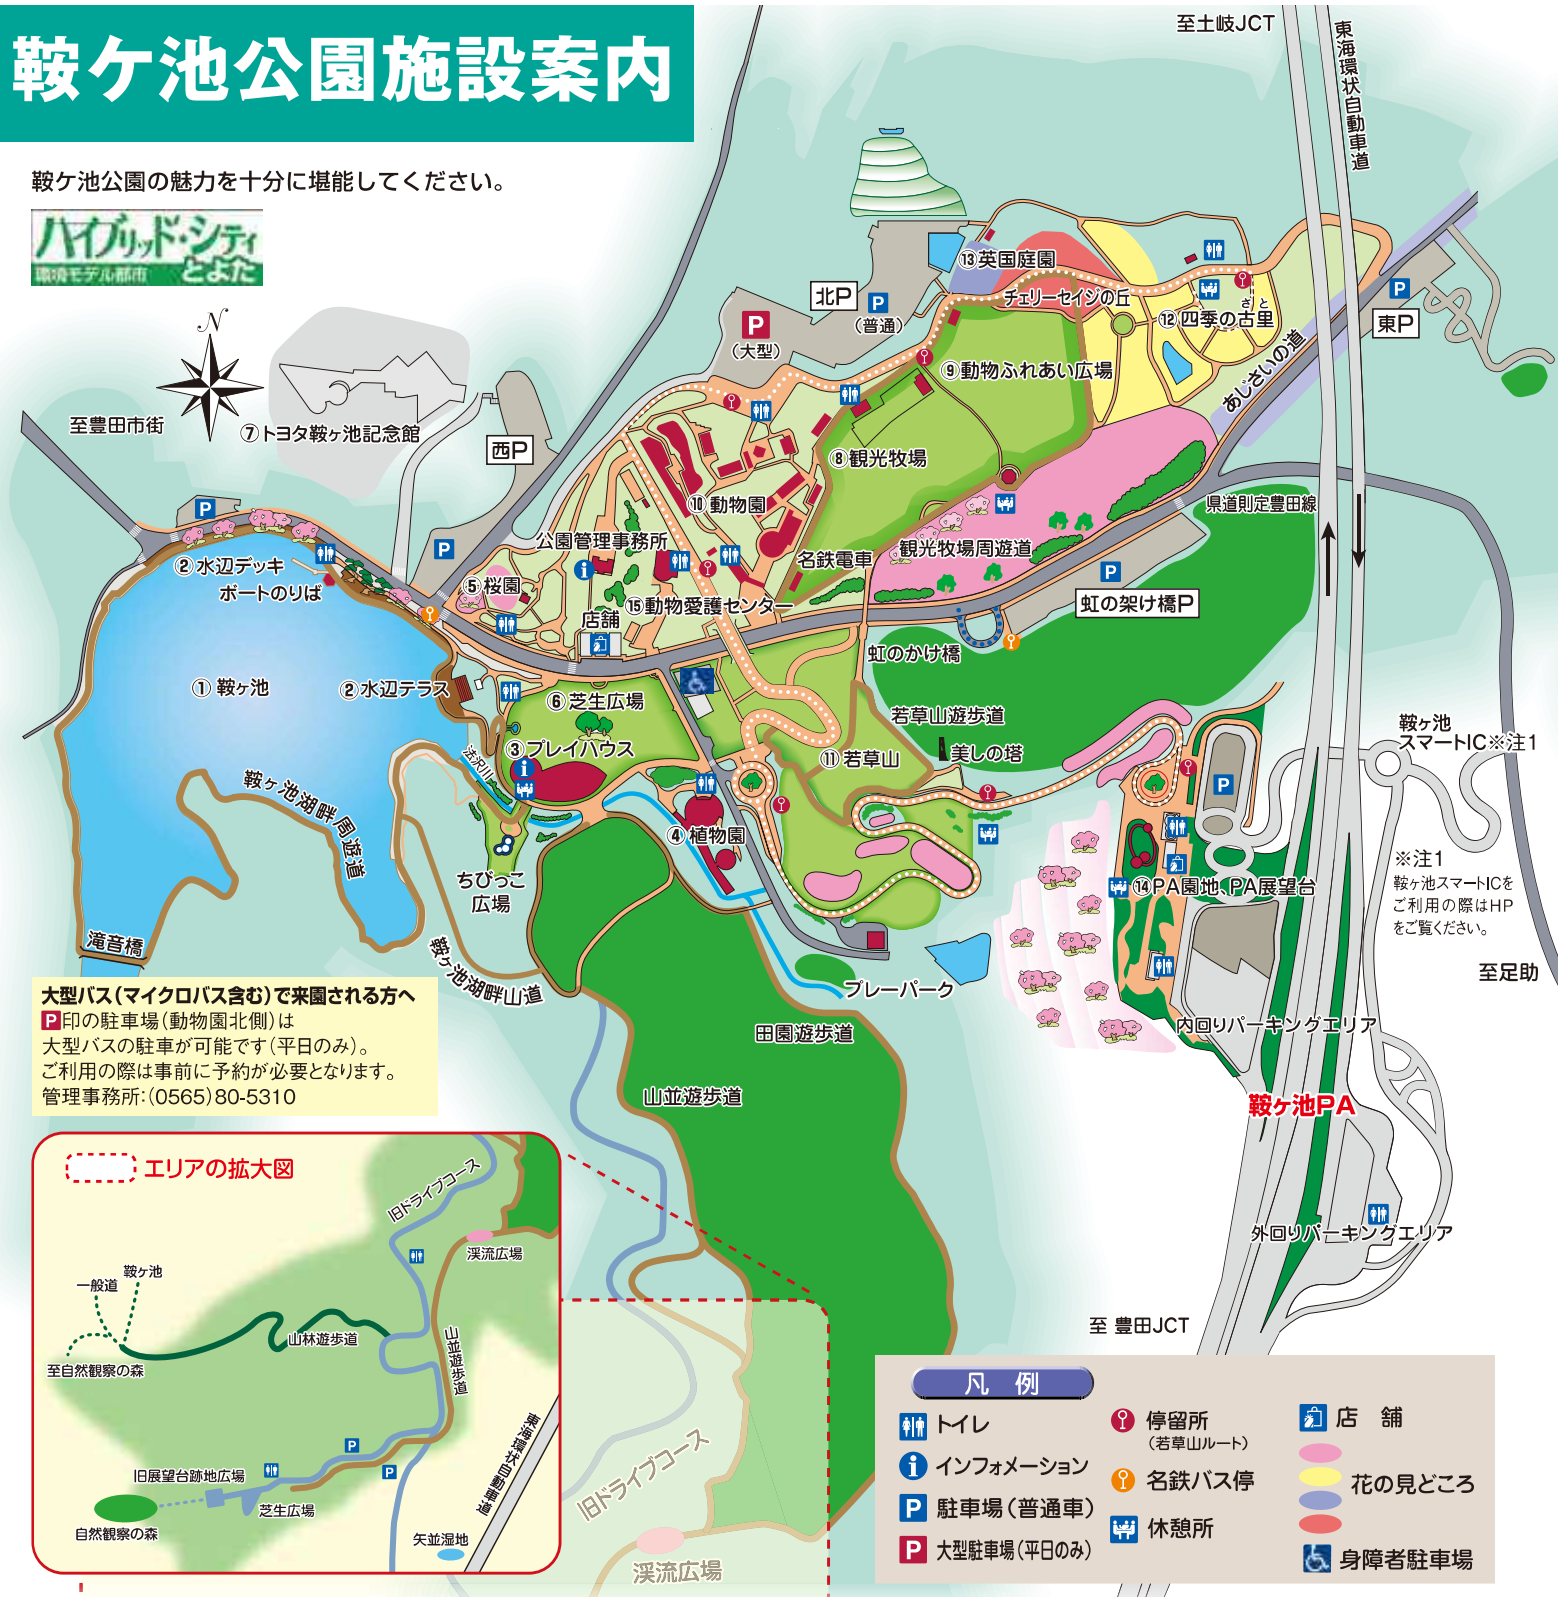 鞍ケ池公園施設案内
鞍ケ池公園の魅力を十分に堪能してください。
ハイブリッド・シティ
とよた
環境モデル都市
N
至土岐JCT
東海環状自動車道
至豊田市街
⑦トヨタ鞍ヶ池記念館
西P
北P
P
(普通)
P
(大型)
⑬英国庭園
チェリーセイジの丘
⑫四季の古里
さと
P
東P
あじさいの道
⑨動物ふれあい広場
⑧観光牧場
⑩動物園
公園管理事務所
名鉄電車
観光牧場周遊道
県道則定豊田線
P
P
P
虹の架け橋P
②水辺デッキ
ボートのりば
⑤桜園
⑮動物愛護センター
店舗
虹のかけ橋
①鞍ヶ池
②水辺テラス
⑥芝生広場
③プレイハウス
法沢川
若草山遊歩道
⑪若草山
美しの塔
鞍ヶ池
スマートIC※注1
P
鞍ヶ池湖畔周遊道
④植物園
ちびっこ
広場
⑭PA園地、PA展望台
※注1
鞍ヶ池スマートICを
ご利用の際はHP
をご覧ください。
滝音橋
鞍ヶ池湖畔山道
プレーパーク
至足助
大型バス(マイクロバス含む)で来園される方へ
P印の駐車場(動物園北側)は
大型バスの駐車が可能です(平日のみ)。
ご利用の際は事前に予約が必要となります。
管理事務所:(0565)80-5310
田園遊歩道
山並遊歩道
内回りパーキングエリア
鞍ヶ池PA
外回りパーキングエリア
至 豊田JCT
エリアの拡大図
旧ドライブコース
渓流広場
鞍ヶ池
一般道
山林遊歩道
至自然観察の森
山並遊歩道
東海環状自動車道
P
P
旧展望台跡地広場
芝生広場
自然観察の森
矢並湿地
旧ドライブコース
渓流広場
凡 例
トイレ
インフォメーション
P 駐車場(普通車)
P 大型駐車場(平日のみ)
停留所
(若草山ルート)
名鉄バス停
休憩所
店 舗
花の見どころ
身障者駐車場